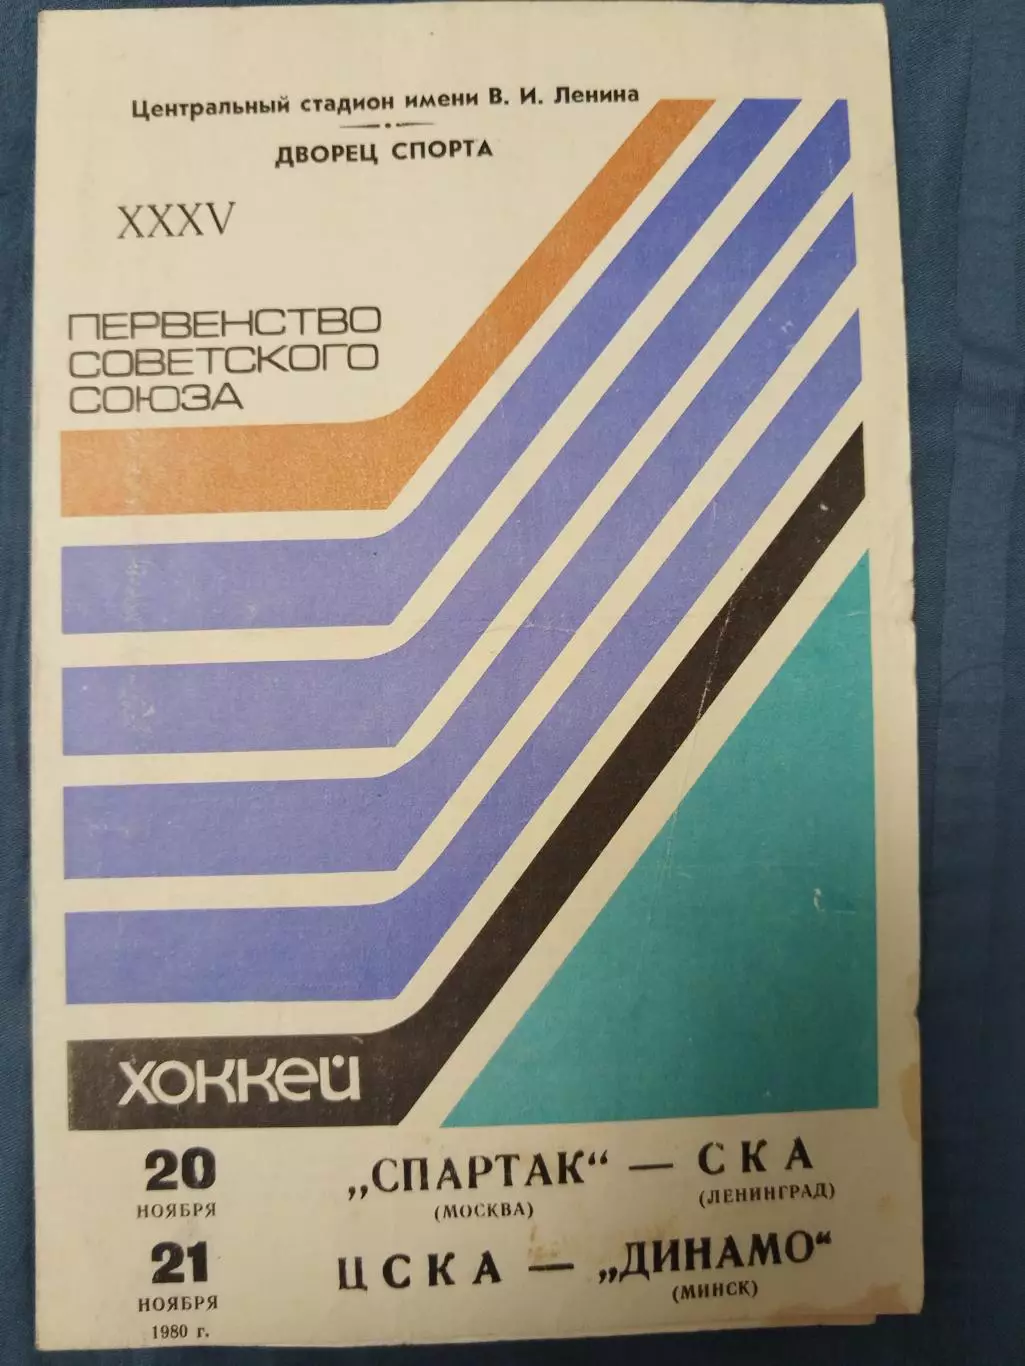 Центральный стадион имени В. И. Ленина
ДВОРЕЦ СПОРТА
XXXV
ПЕРВЕНСТВО
СОВЕТСКОГО
СОЮЗА
ХОККЕЙ
20 „СПАРТАК“ — СКА
НОЯБРЯ (МОСКВА) (ЛЕНИНГРАД)
21 ЦСКА — „ДИНАМО“
НОЯБРЯ (МИНСК)
1980 г.